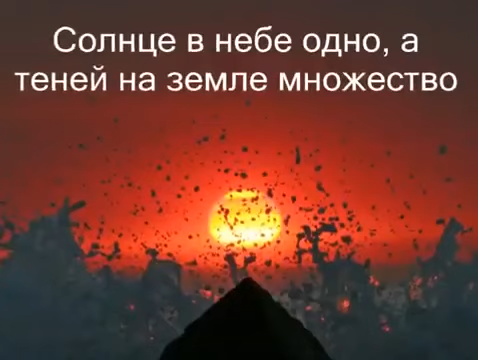 Солнце в небе одно, а
теней на земле множество